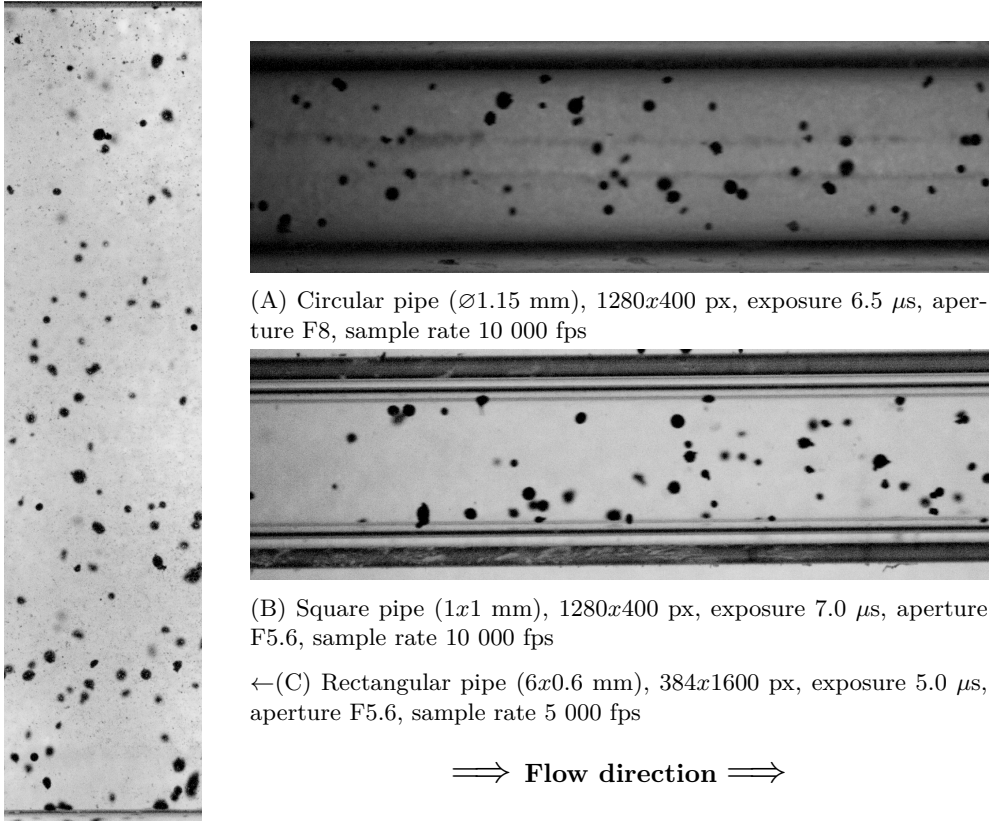 (A) Circular pipe (∅1.15 mm), 1280x400 px, exposure 6.5 μs, aper-
ture F8, sample rate 10 000 fps
(B) Square pipe (1x1 mm), 1280x400 px, exposure 7.0 μs, aperture
F5.6, sample rate 10 000 fps
←(C) Rectangular pipe (6x0.6 mm), 384x1600 px, exposure 5.0 μs,
aperture F5.6, sample rate 5 000 fps
⟹ Flow direction ⟹